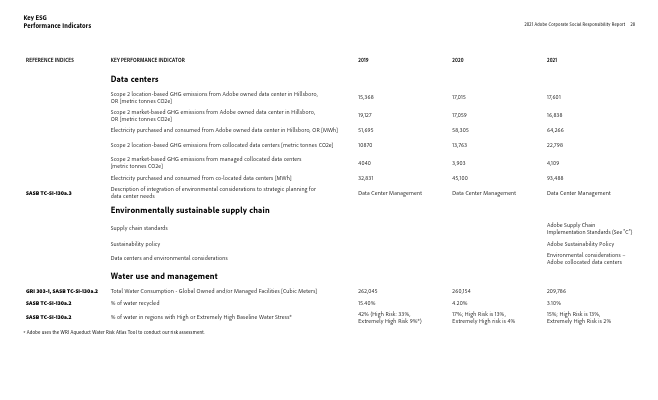 Key ESG
Performance Indicators
2021 Adobe Corporate Social Responsibility Report 28
REFERENCE INDICES KEY PERFORMANCE INDICATOR 2019 2020 2021
Data centers
Scope 2 location-based GHG emissions from Adobe owned data center in Hillsboro,
OR [metric tonnes CO2e] 15,368 17,015 17,601
Scope 2 market-based GHG emissions from Adobe owned data center in Hillsboro,
OR [metric tonnes CO2e] 19,127 17,059 16,838
Electricity purchased and consumed from Adobe owned data center in Hillsboro, OR [MWh] 51,695 58,305 64,266
Scope 2 location-based GHG emissions from collocated data centers [metric tonnes CO2e] 10870 13,763 22,798
Scope 2 market-based GHG emissions from managed collocated data centers
[metric tonnes CO2e] 4040 3,903 4,109
Electricity purchased and consumed from co-located data centers [MWh] 32,831 45,100 93,488
SASB TC-SI-130a.3 Description of integration of environmental considerations to strategic planning for
data center needs Data Center Management Data Center Management Data Center Management
Environmentally sustainable supply chain
Supply chain standards Adobe Supply Chain
Implementation Standards (See "C")
Sustainability policy Adobe Sustainability Policy
Data centers and environmental considerations Environmental considerations –
Adobe collocated data centers
Water use and management
GRI 303-1, SASB TC-SI-130a.2 Total Water Consumption - Global Owned and/or Managed Facilities [Cubic Meters] 262,045 260,154 209,786
SASB TC-SI-130a.2 % of water recycled 15.40% 4.20% 3.10%
SASB TC-SI-130a.2 % of water in regions with High or Extremely High Baseline Water Stress* 42% (High Risk: 33%,
Extremely High Risk 9%*) 17%; High Risk is 13%,
Extremely High risk is 4% 15%; High Risk is 13%,
Extremely High Risk is 2%
* Adobe uses the WRI Aqueduct Water Risk Atlas Tool to conduct our risk assessment.